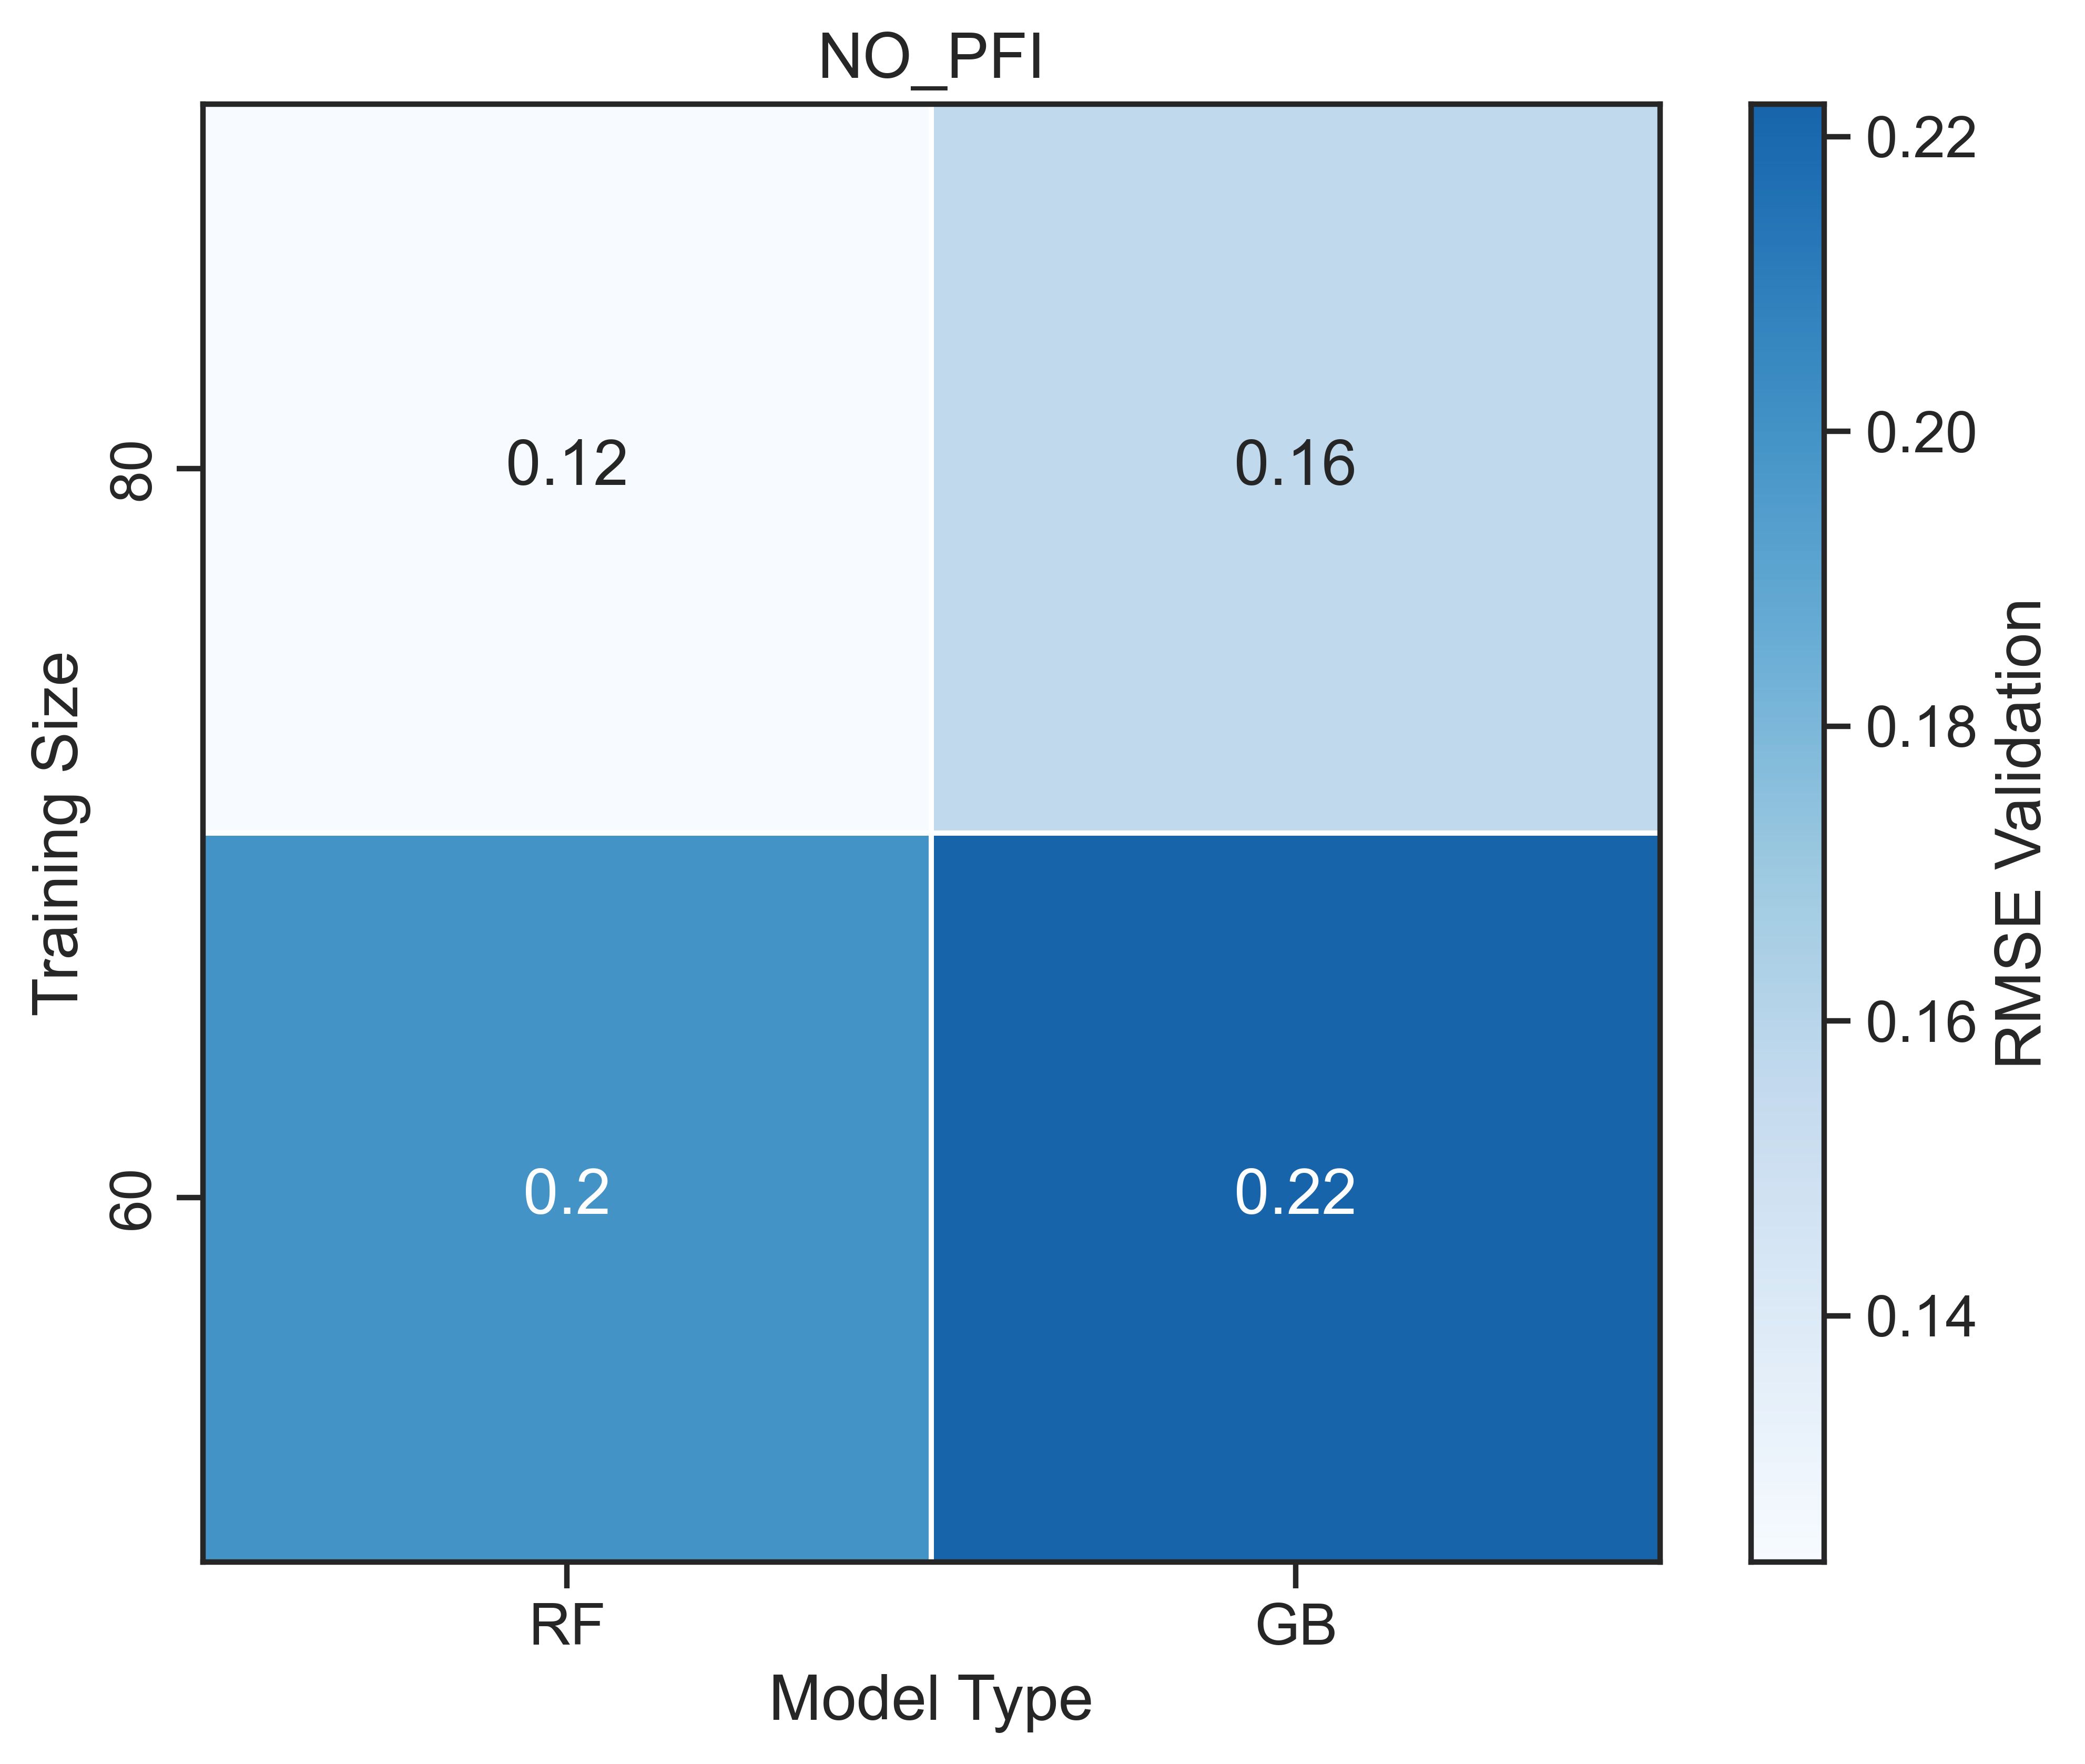 NO_PFI
Training Size
80
60
0.12
0.16
0.2
0.22
RF
GB
Model Type
0.22
0.20
0.18
0.16
0.14
RMSE Validation